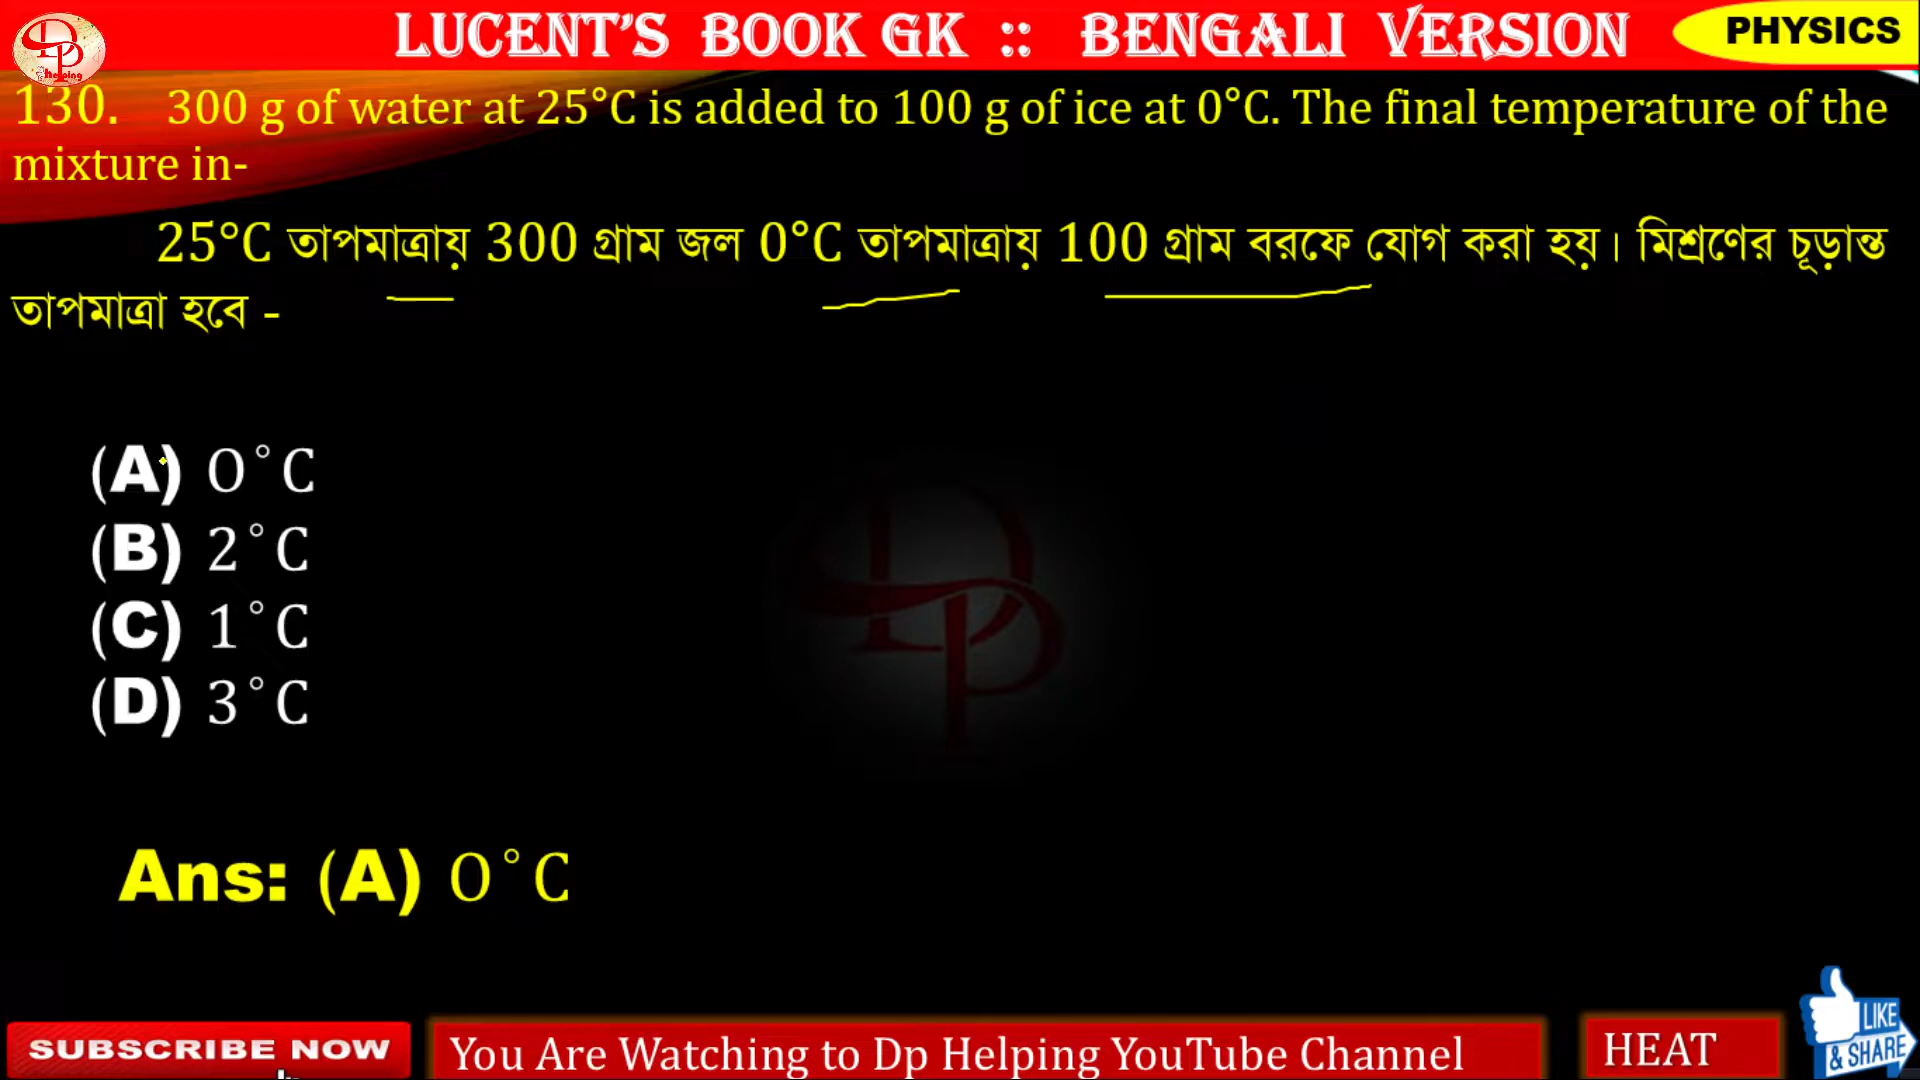 LUCENT'S BOOK GK :: BENGALI VERSION
PHYSICS
DP
helping
130. 300 g of water at 25°C is added to 100 g of ice at 0°C. The final temperature of the
mixture in-
25°C তাপমাত্রায় 300 গ্রাম জল 0°C তাপমাত্রায় 100 গ্রাম বরফে যোগ করা হয়। মিশ্রণের চূড়ান্ত
তাপমাত্রা হবে -
(A) 0°C
(B) 2°C
(C) 1°C
(D) 3°C
DP
Ans: (A) 0°C
SUBSCRIBE NOW
You Are Watching to Dp Helping YouTube Channel
HEAT
LIKE
& SHARE